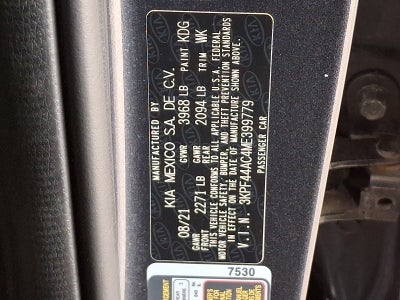 MANUFACTURED BY
KIA MEXICO S.A. DE C.V.
08/21 GVWR 3968 LB PAINT KDG
GAWR FRONT 2271 LB GAWR REAR 2094 LB TRIM WK
THIS VEHICLE CONFORMS TO ALL APPLICABLE U.S.A. FEDERAL
MOTOR VEHICLE SAFETY, BUMPER, AND THEFT PREVENTION STANDARDS
IN EFFECT ON THE DATE OF MANUFACTURE SHOWN ABOVE.
V.I.N. 3KPF44AC4ME399779
PASSENGER CAR
7530